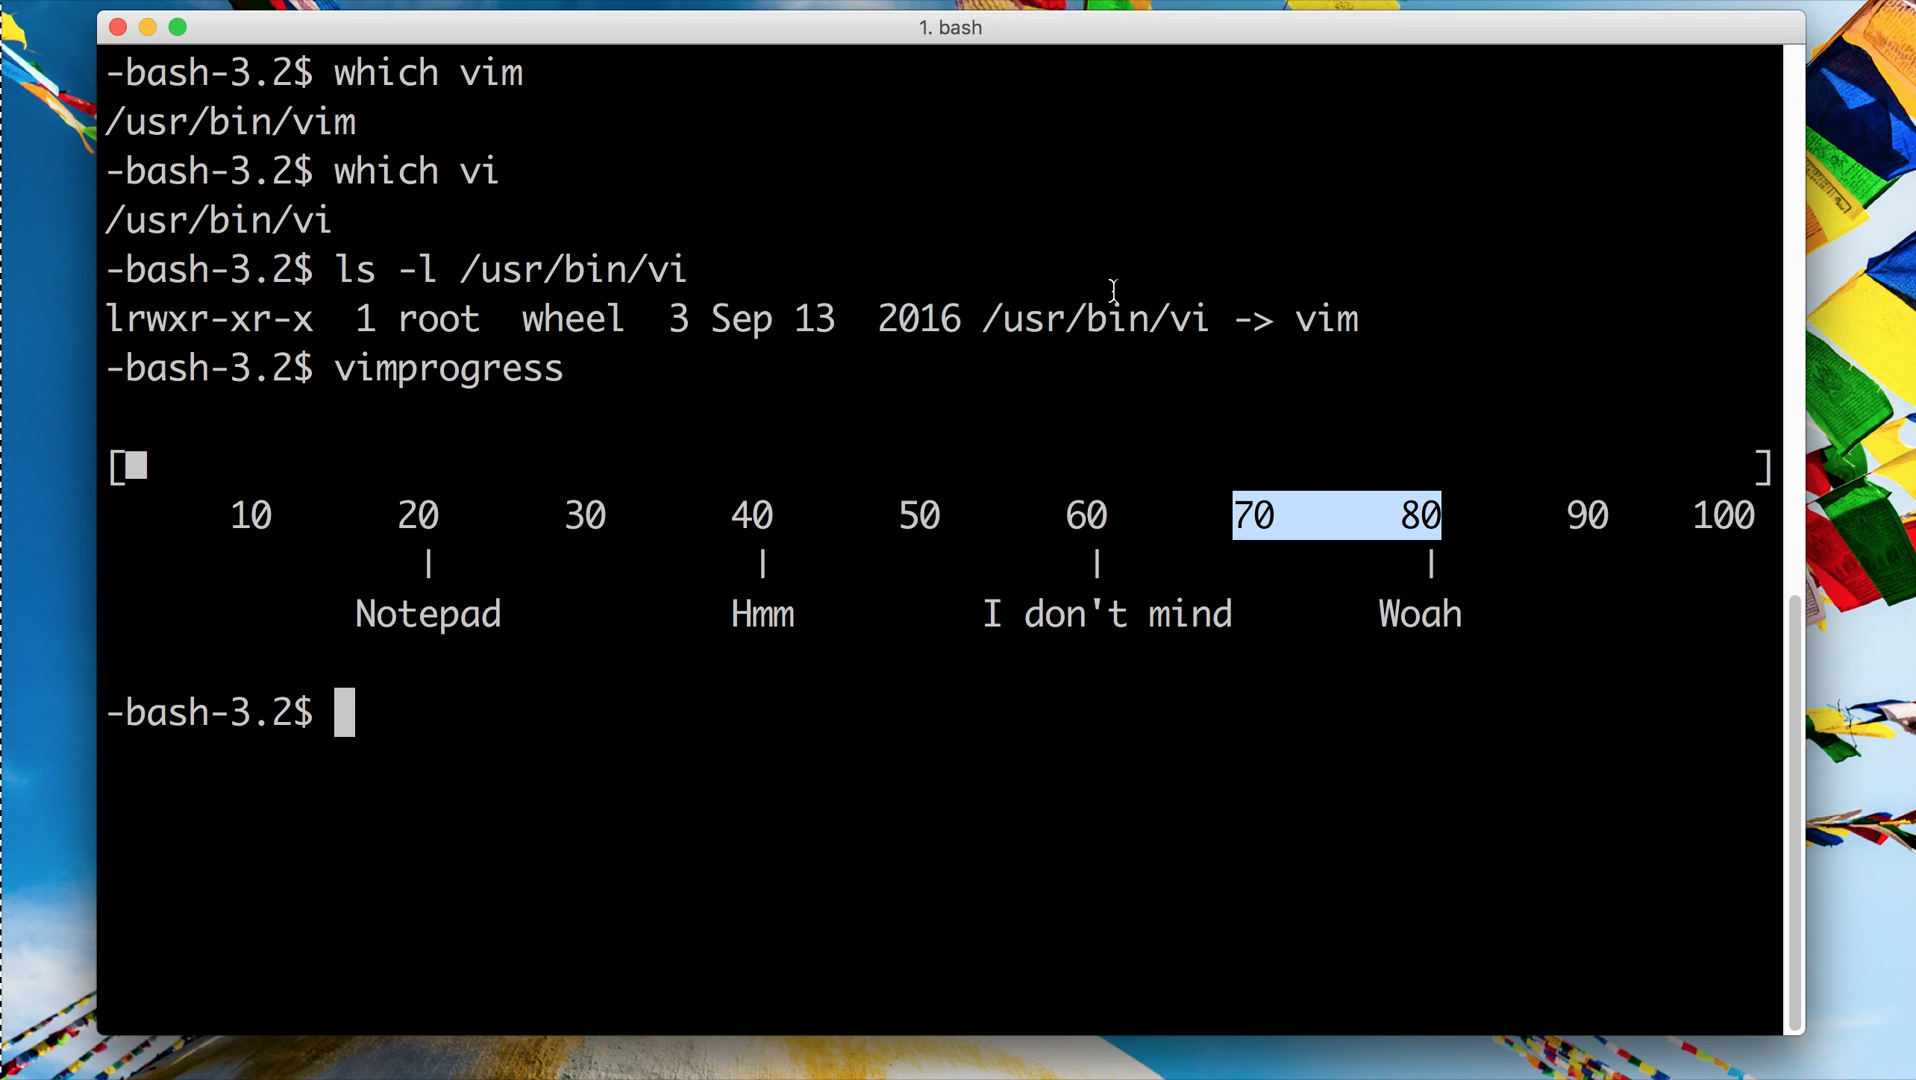 1. bash
-bash-3.2$ which vim
/usr/bin/vim
-bash-3.2$ which vi
/usr/bin/vi
-bash-3.2$ ls -l /usr/bin/vi
lrwxr-xr-x  1 root  wheel  3 Sep 13  2016 /usr/bin/vi -> vim
-bash-3.2$ vimprogress
[ ]
10 20 30 40 50 60 70 80 90 100
| | | |
Notepad Hmm I don't mind Woah
-bash-3.2$